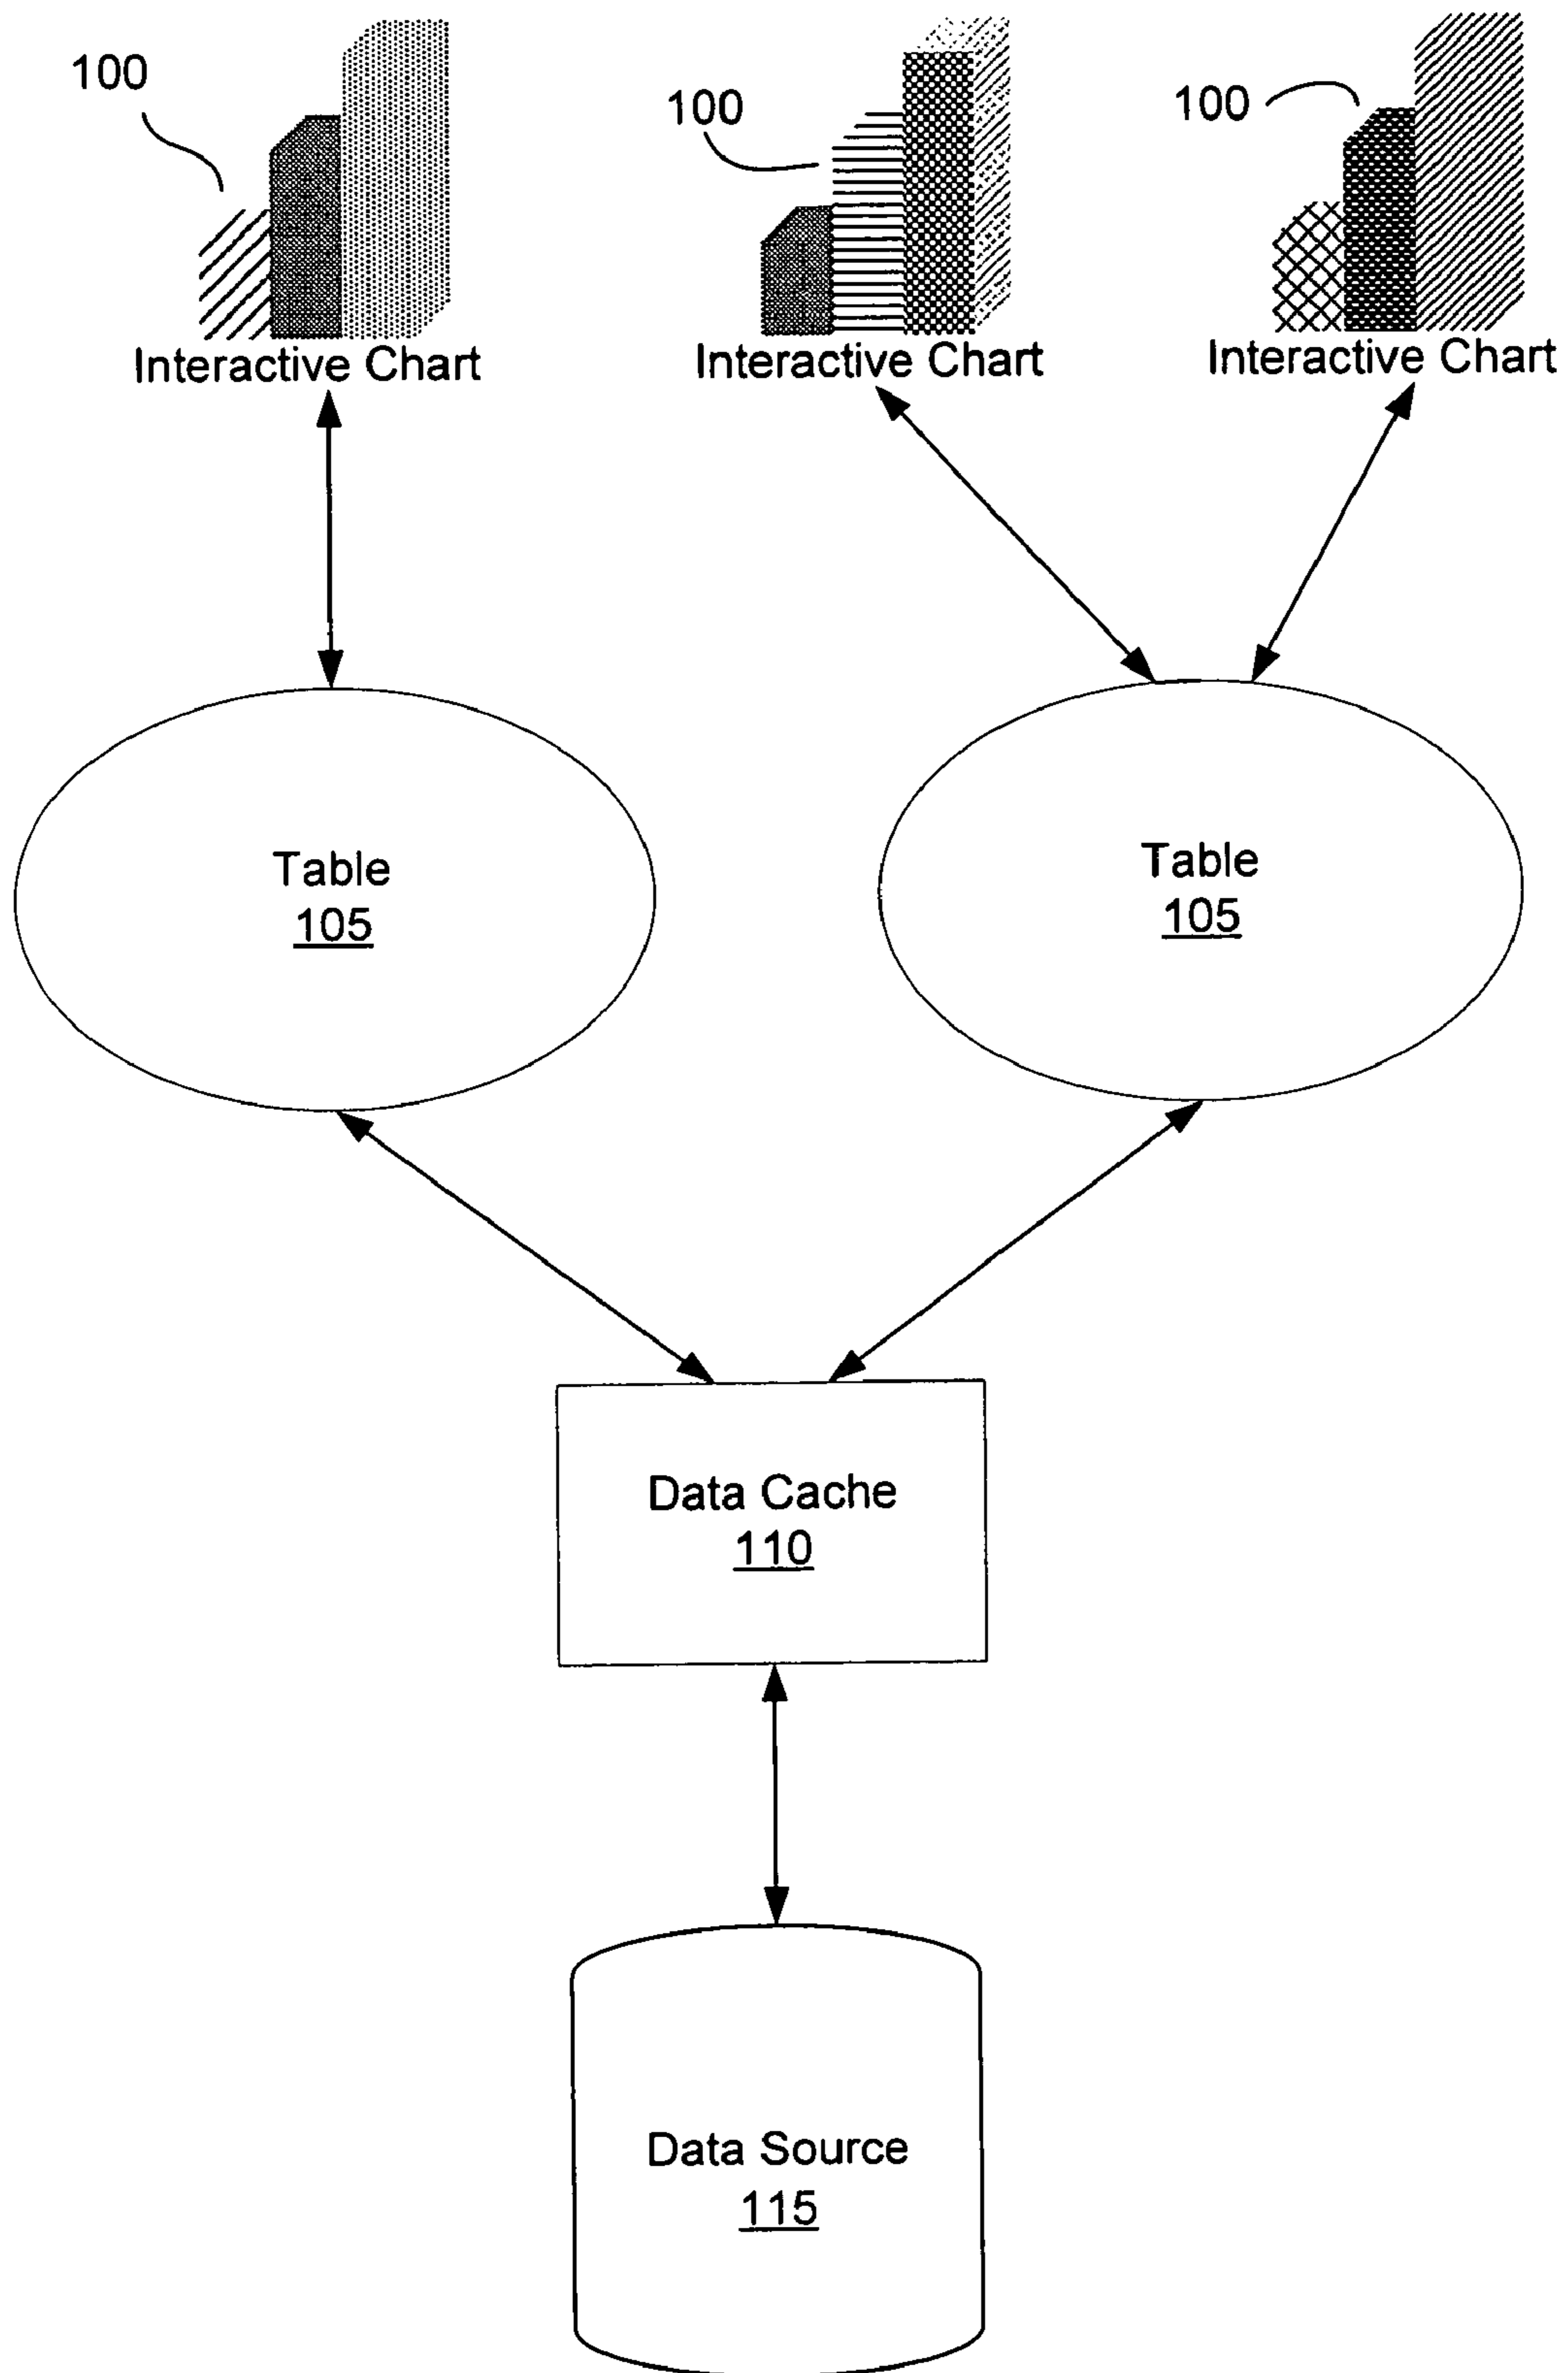 100
100
100
Interactive Chart
Interactive Chart
Interactive Chart
Table
105
Table
105
Data Cache
110
Data Source
115